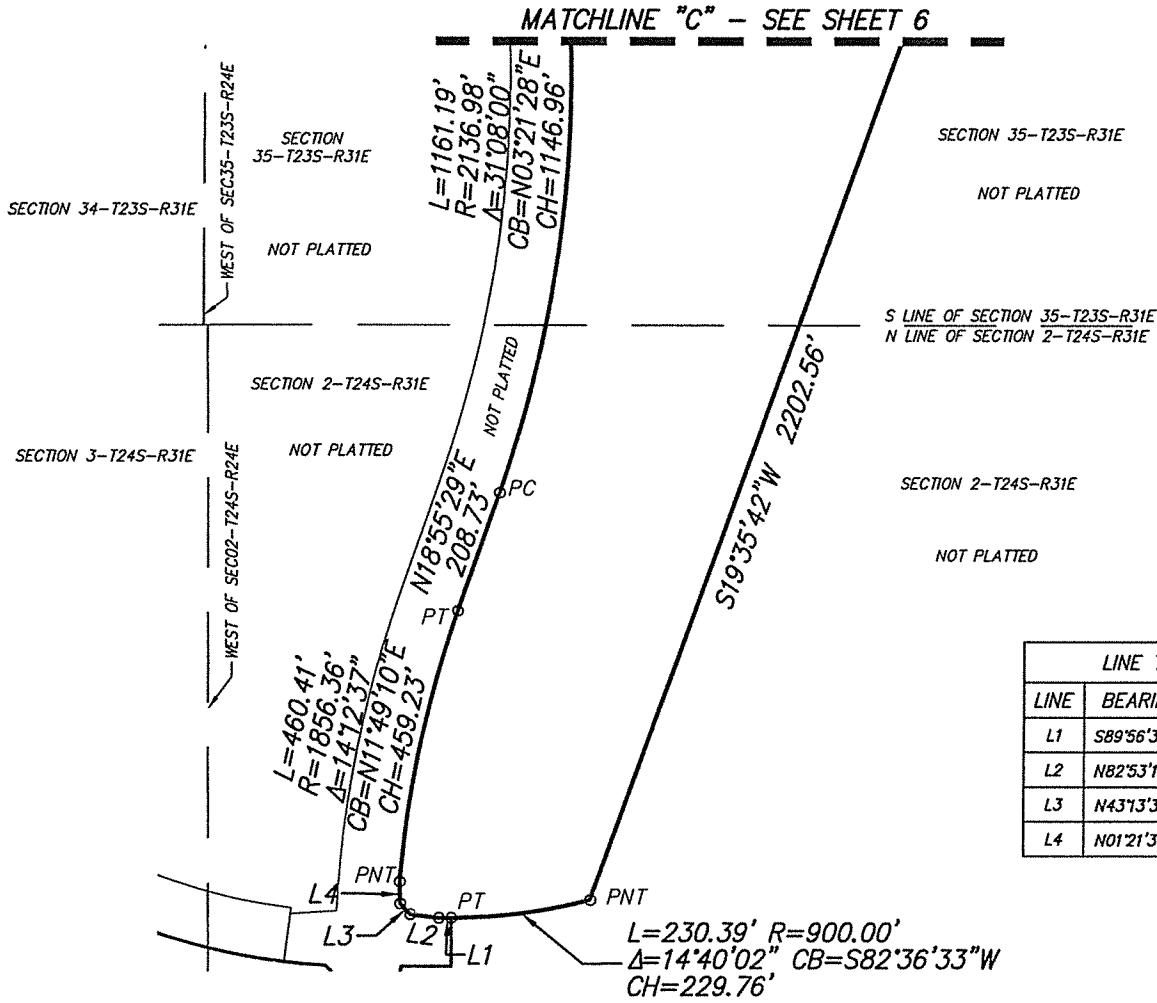 MATCHLINE "C" - SEE SHEET 6
WEST OF SEC35-T23S-R24E
SECTION
35-T23S-R31E
L=1161.19'
R=2136.98'
Δ=31°08'00"
CB=N03°21'28"E
CH=1146.96'
SECTION 35-T23S-R31E
NOT PLATTED
SECTION 34-T23S-R31E
NOT PLATTED
S LINE OF SECTION 35-T23S-R31E
N LINE OF SECTION 2-T24S-R31E
NOT PLATTED
SECTION 2-T24S-R31E
NOT PLATTED
SECTION 3-T24S-R31E
WEST OF SEC02-T24S-R24E
S19°35'42"W 2202.56'
SECTION 2-T24S-R31E
NOT PLATTED
N18°55'29"E
208.73'
PC
PT
L=460.41'
R=1856.36'
Δ=14°12'37"
CB=N11°49'10"E
CH=459.23'
LINE
LINE BEARI
L1 S89°56'3
L2 N82°53'1
L3 N43°13'3
L4 N01°21'3
PNT
L4
PT
PNT
L3
L2
L1
L=230.39' R=900.00'
Δ=14°40'02" CB=S82°36'33"W
CH=229.76'